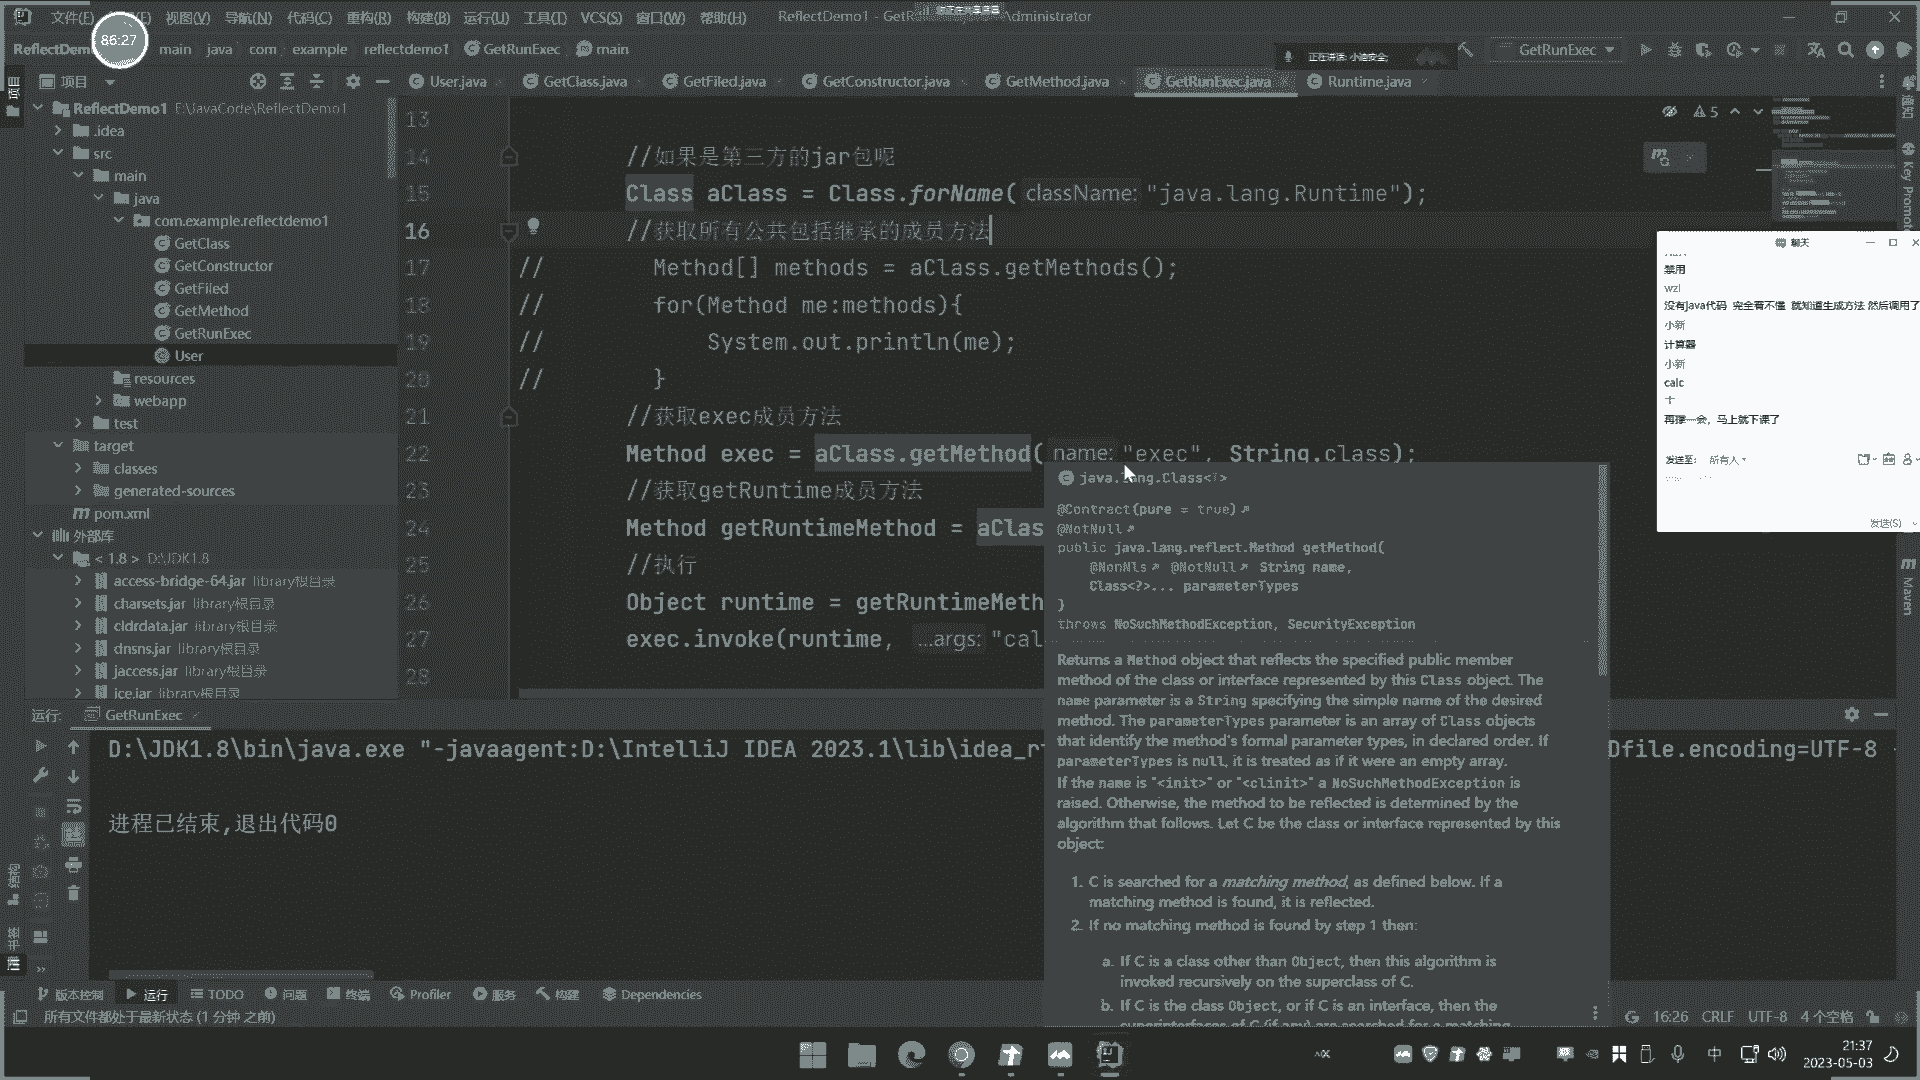 文件(F) 视图(V) 导航(N) 代码(C) 重构(R) 构建(B) 运行(U) 工具(T) VCS(S) 窗口(W) 帮助(H) ReflectDemo1 - GetR
dministrator
86:27
ReflectDem main java com example reflectdemo1 GetRunExec main
正在讲话: 小迪安全;
GetRunExec
项目
User.java GetClass.java GetFiled.java GetConstructor.java GetMethod.java GetRunExec.java Runtime.java
ReflectDemo1 E:\JavaCode\ReflectDemo1
.idea
src
main
java
com.example.reflectdemo1
GetClass
GetConstructor
GetFiled
GetMethod
GetRunExec
User
resources
webapp
test
target
classes
generated-sources
pom.xml
外部库
< 1.8 > D:\JDK1.8
access-bridge-64.jar library根目录
charsets.jar library根目录
cldrdata.jar library根目录
dnsns.jar library根目录
jaccess.jar library根目录
ice.jar library根目录
13
14 //如果是第三方的jar包呢
15 Class aClass = Class.forName( className: "java.lang.Runtime");
16 //获取所有公共包括继承的成员方法
17 // Method[] methods = aClass.getMethods();
18 // for(Method me:methods){
19 // System.out.println(me);
20 // }
21 //获取exec成员方法
22 Method exec = aClass.getMethod( name: "exec", String.class);
23 //获取getRuntime成员方法
24 Method getRuntimeMethod = aClas
25 //执行
26 Object runtime = getRuntimeMeth
27 exec.invoke(runtime, ...args: "cal
28
5
java.lang.Class<T>
@Contract(pure = true)
@NotNull
public java.lang.reflect.Method getMethod(
@NonNls @NotNull String name,
Class<?>... parameterTypes
)
throws NoSuchMethodException, SecurityException
Returns a Method object that reflects the specified public member
method of the class or interface represented by this Class object. The
name parameter is a String specifying the simple name of the desired
method. The parameterTypes parameter is an array of Class objects
that identify the method's formal parameter types, in declared order. If
parameterTypes is null, it is treated as if it were an empty array.
If the name is "<init>" or "<clinit>" a NoSuchMethodException is
raised. Otherwise, the method to be reflected is determined by the
algorithm that follows. Let C be the class or interface represented by this
object:
1. C is searched for a matching method, as defined below. If a
matching method is found, it is reflected.
2. If no matching method is found by step 1 then:
a. If C is a class other than Object, then this algorithm is
invoked recursively on the superclass of C.
b. If C is the class Object, or if C is an interface, then the
superinterfaces of C (if any) are searched for a matching
聊天
禁用
wzl
没有java代码 完全看不懂 就知道生成方法 然后调用了
小新
计算器
小新
calc
十
再撑一会，马上就下课了
发送至: 所有人
发送(S)
通知
Key Promote
Maven
运行: GetRunExec
D:\JDK1.8\bin\java.exe "-javaagent:D:\IntelliJ IDEA 2023.1\lib\idea_r
Dfile.encoding=UTF-8 -
进程已结束,退出代码0
结构
书签
版本控制 运行 TODO 问题 终端 Profiler 服务 构建 Dependencies
所有文件都处于最新状态 (1 分钟 之前)
16:26 CRLF UTF-8 4 个空格
中
21:37
2023-05-03